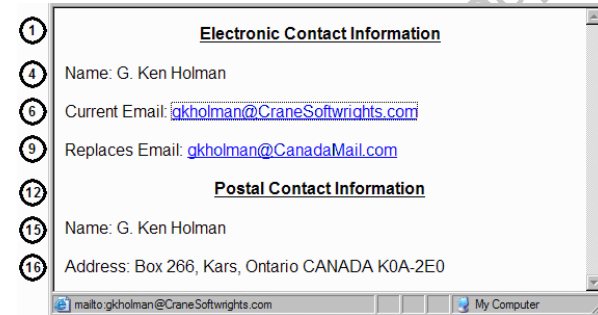 1 Electronic Contact Information
4 Name: G. Ken Holman
6 Current Email: gkholman@CraneSoftwrights.com
9 Replaces Email: gkholman@CanadaMail.com
12 Postal Contact Information
15 Name: G. Ken Holman
16 Address: Box 266, Kars, Ontario CANADA K0A-2E0
mailto:gkholman@CraneSoftwrights.com My Computer